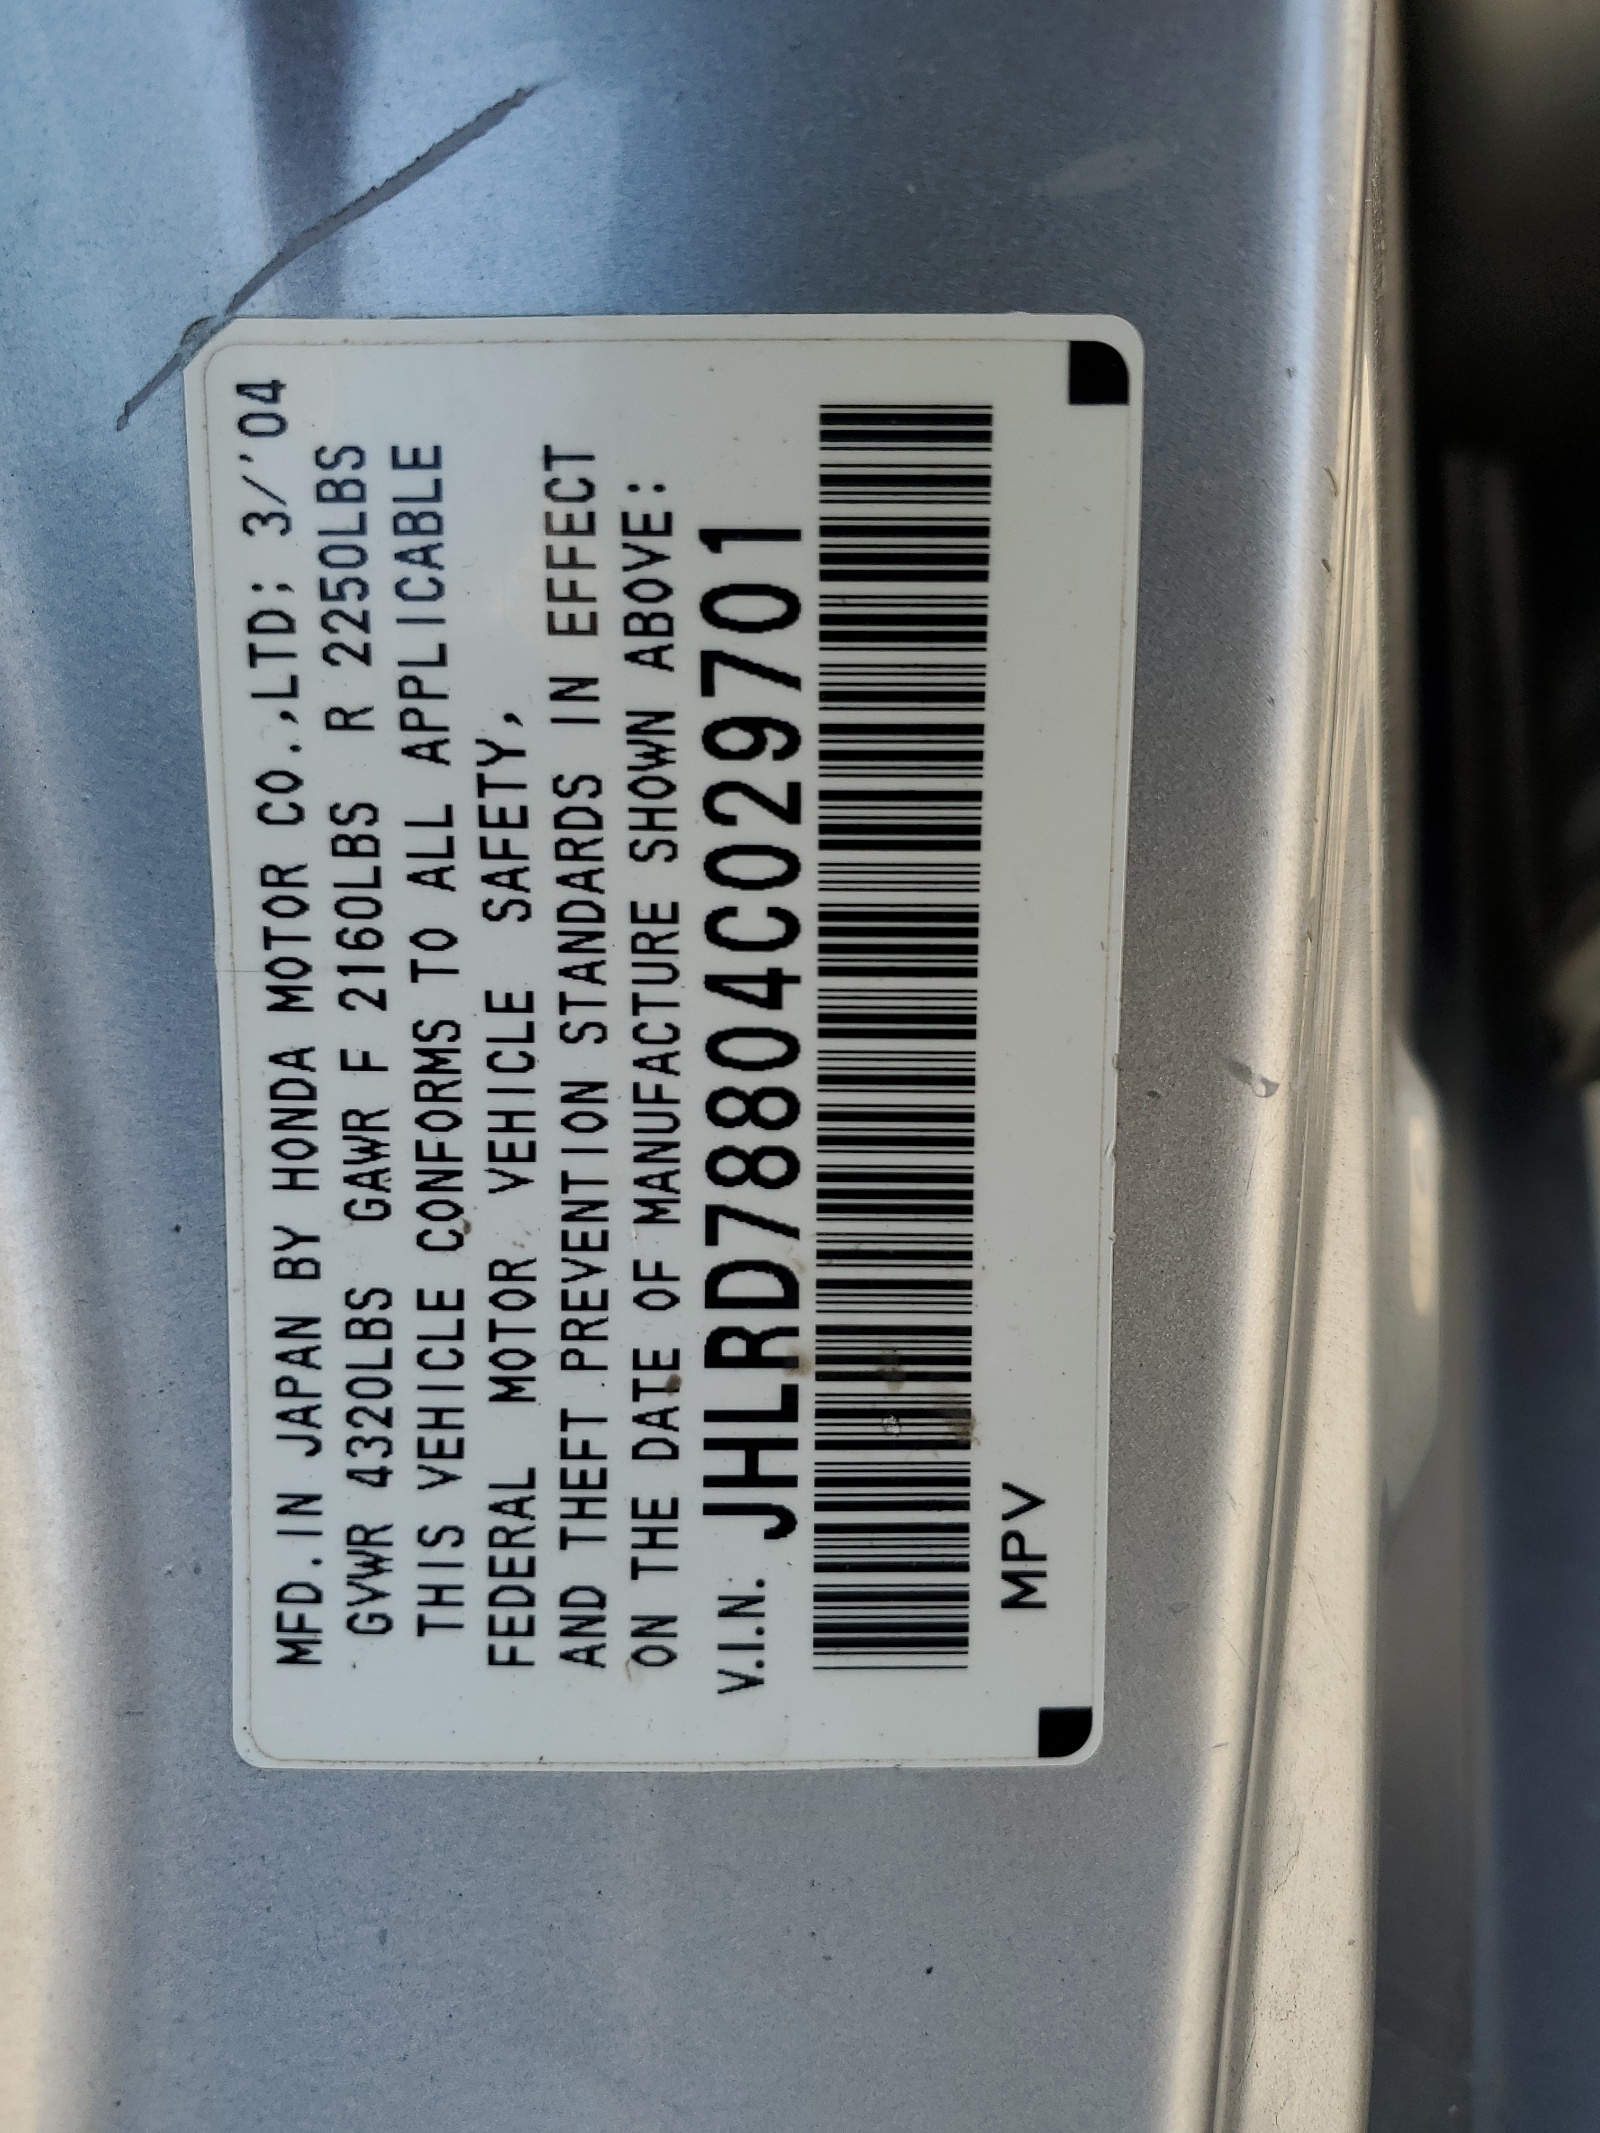 MFD.IN JAPAN BY HONDA MOTOR CO.,LTD; 3/'04
GVWR 4320LBS GAWR F 2160LBS R 2250LBS
THIS VEHICLE CONFORMS TO ALL APPLICABLE
FEDERAL MOTOR VEHICLE SAFETY,
AND THEFT PREVENTION STANDARDS IN EFFECT
ON THE DATE OF MANUFACTURE SHOWN ABOVE:
V.I.N. JHLRD78804C029701
MPV